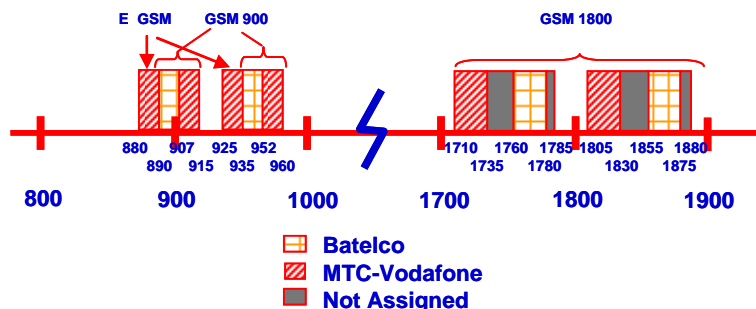 E GSM GSM 900 GSM 1800
880 907 925 952 1710 1760 1785 1805 1855 1880
890 915 935 960 1735 1780 1830 1875
800 900 1000 1700 1800 1900
Batelco
MTC-Vodafone
Not Assigned